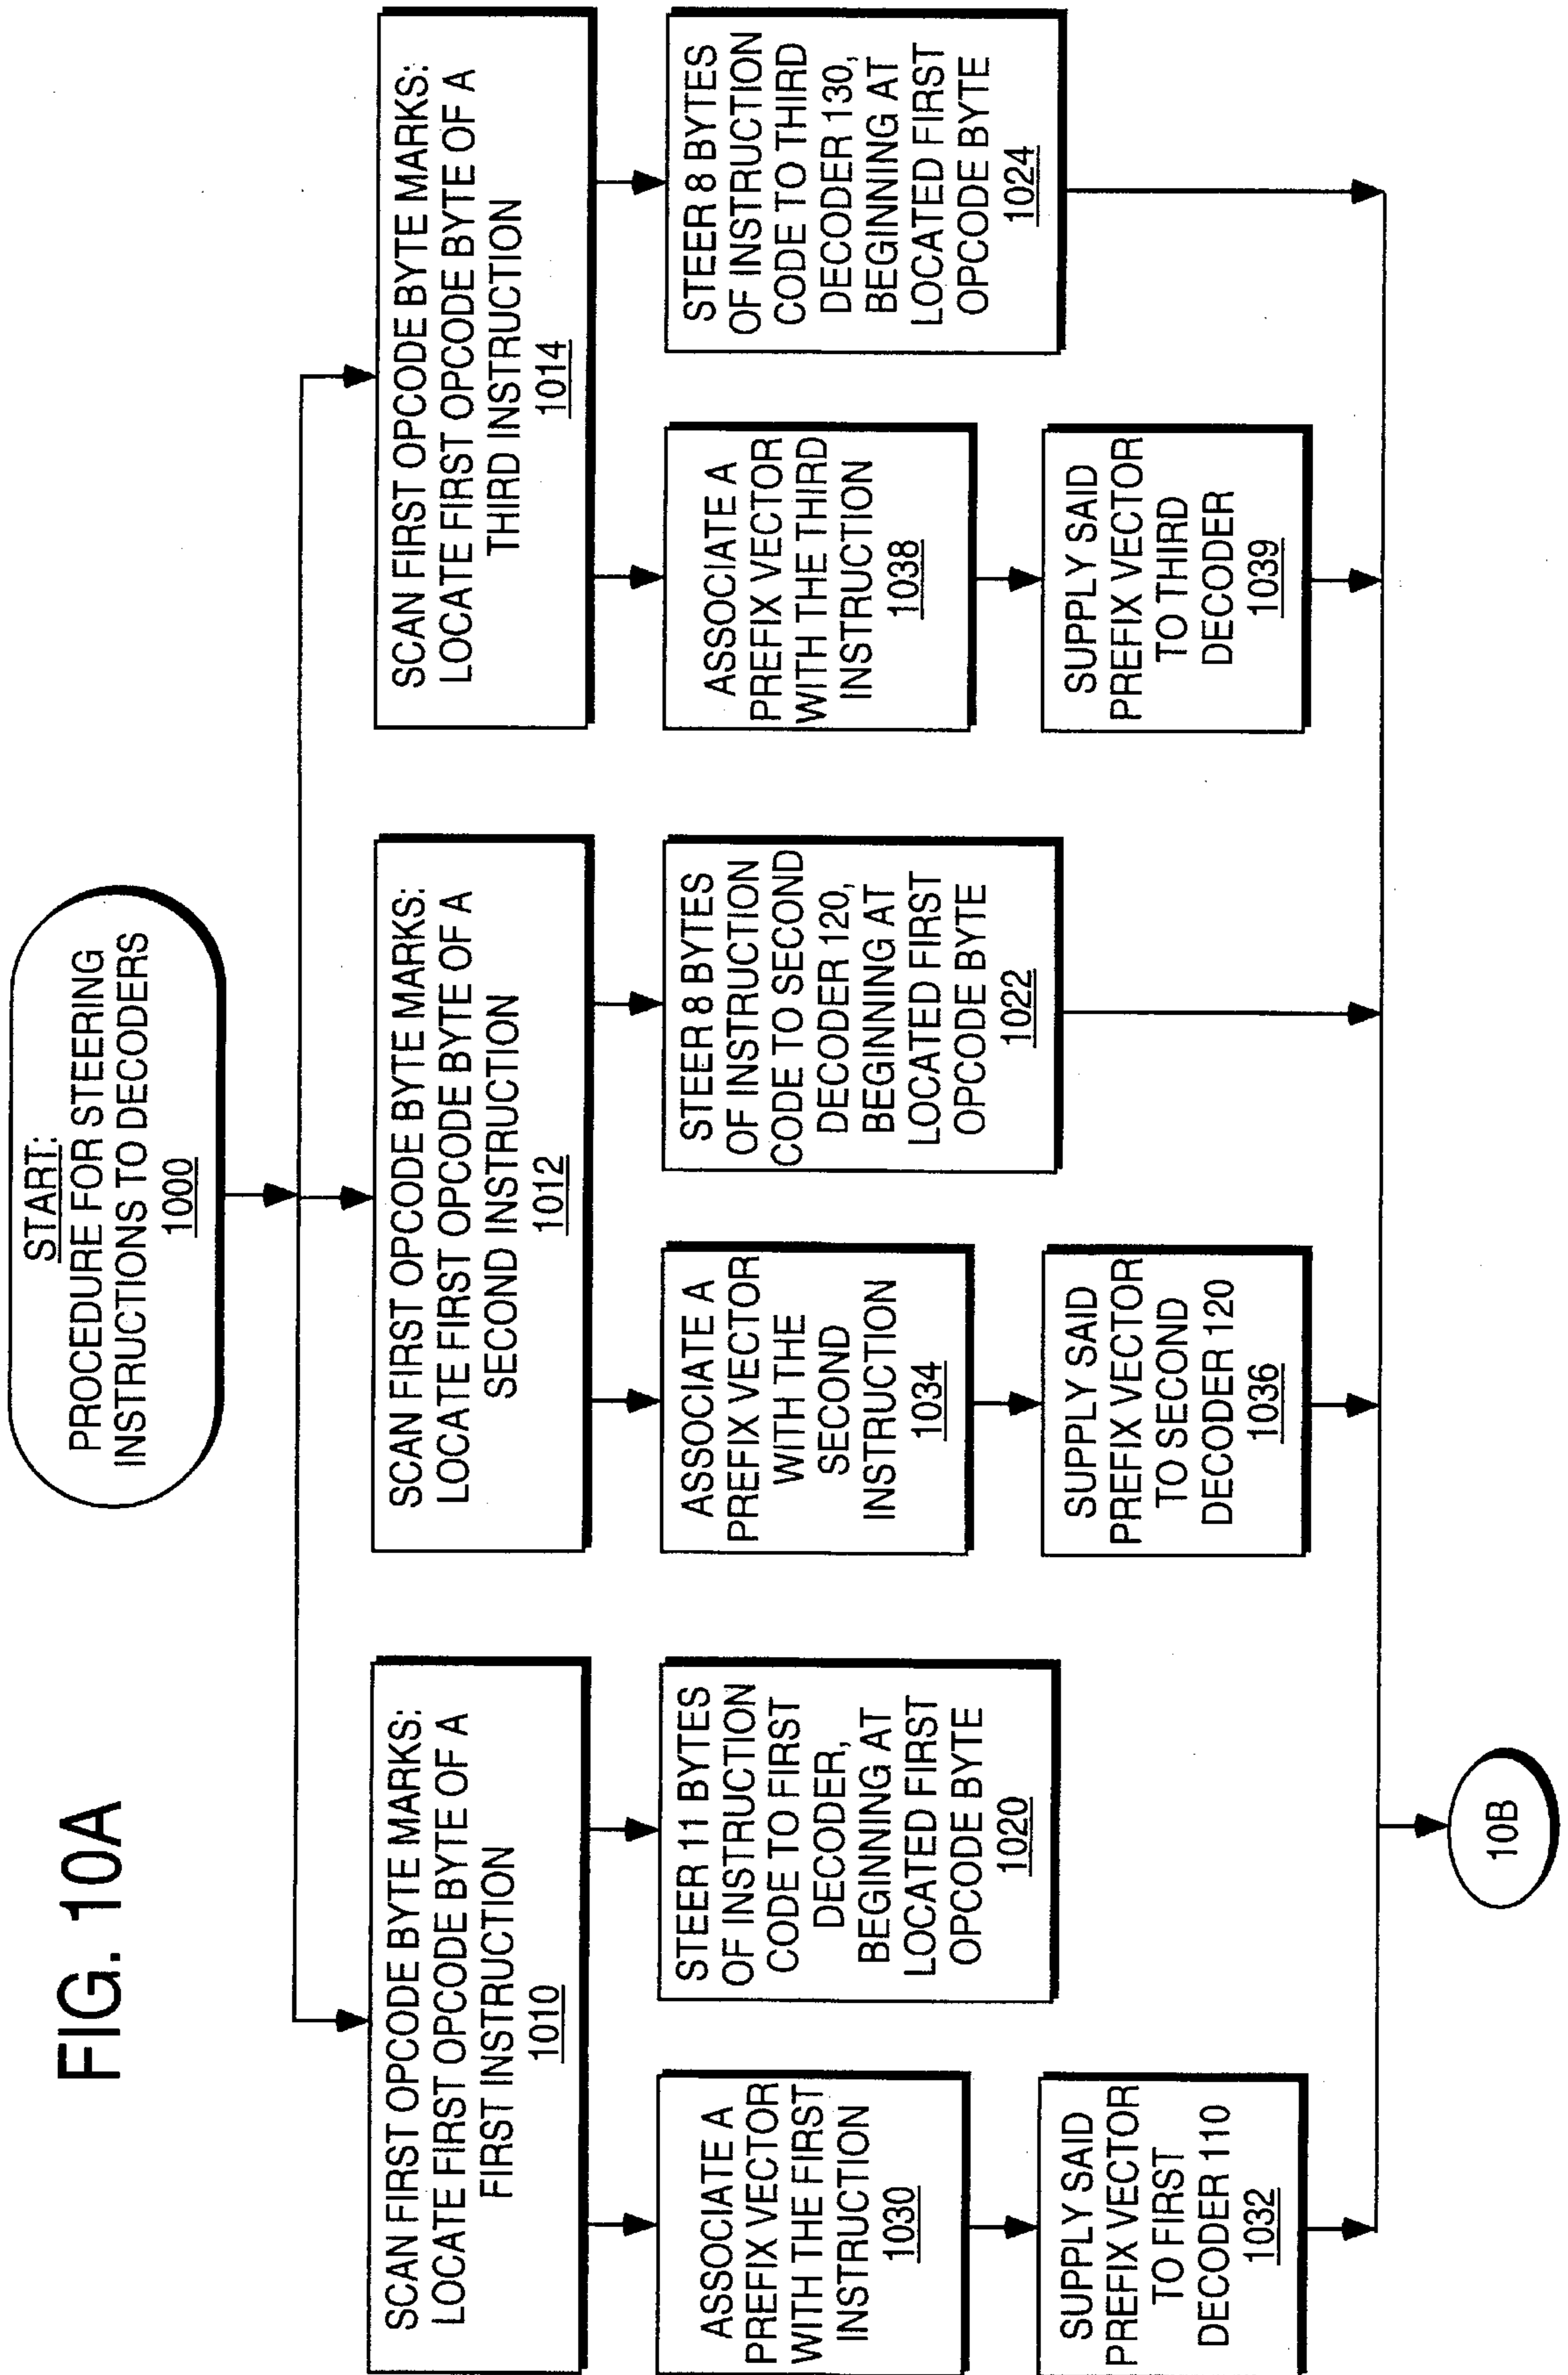 FIG. 10A
START:
PROCEDURE FOR STEERING
INSTRUCTIONS TO DECODERS
1000
SCAN FIRST OPCODE BYTE MARKS:
LOCATE FIRST OPCODE BYTE OF A
FIRST INSTRUCTION
1010
SCAN FIRST OPCODE BYTE MARKS:
LOCATE FIRST OPCODE BYTE OF A
SECOND INSTRUCTION
1012
SCAN FIRST OPCODE BYTE MARKS:
LOCATE FIRST OPCODE BYTE OF A
THIRD INSTRUCTION
1014
ASSOCIATE A
PREFIX VECTOR
WITH THE FIRST
INSTRUCTION
1030
STEER 11 BYTES
OF INSTRUCTION
CODE TO FIRST
DECODER,
BEGINNING AT
LOCATED FIRST
OPCODE BYTE
1020
ASSOCIATE A
PREFIX VECTOR
WITH THE
SECOND
INSTRUCTION
1034
STEER 8 BYTES
OF INSTRUCTION
CODE TO SECOND
DECODER 120,
BEGINNING AT
LOCATED FIRST
OPCODE BYTE
1022
ASSOCIATE A
PREFIX VECTOR
WITH THE THIRD
INSTRUCTION
1038
STEER 8 BYTES
OF INSTRUCTION
CODE TO THIRD
DECODER 130,
BEGINNING AT
LOCATED FIRST
OPCODE BYTE
1024
SUPPLY SAID
PREFIX VECTOR
TO FIRST
DECODER 110
1032
SUPPLY SAID
PREFIX VECTOR
TO SECOND
DECODER 120
1036
SUPPLY SAID
PREFIX VECTOR
TO THIRD
DECODER
1039
10B